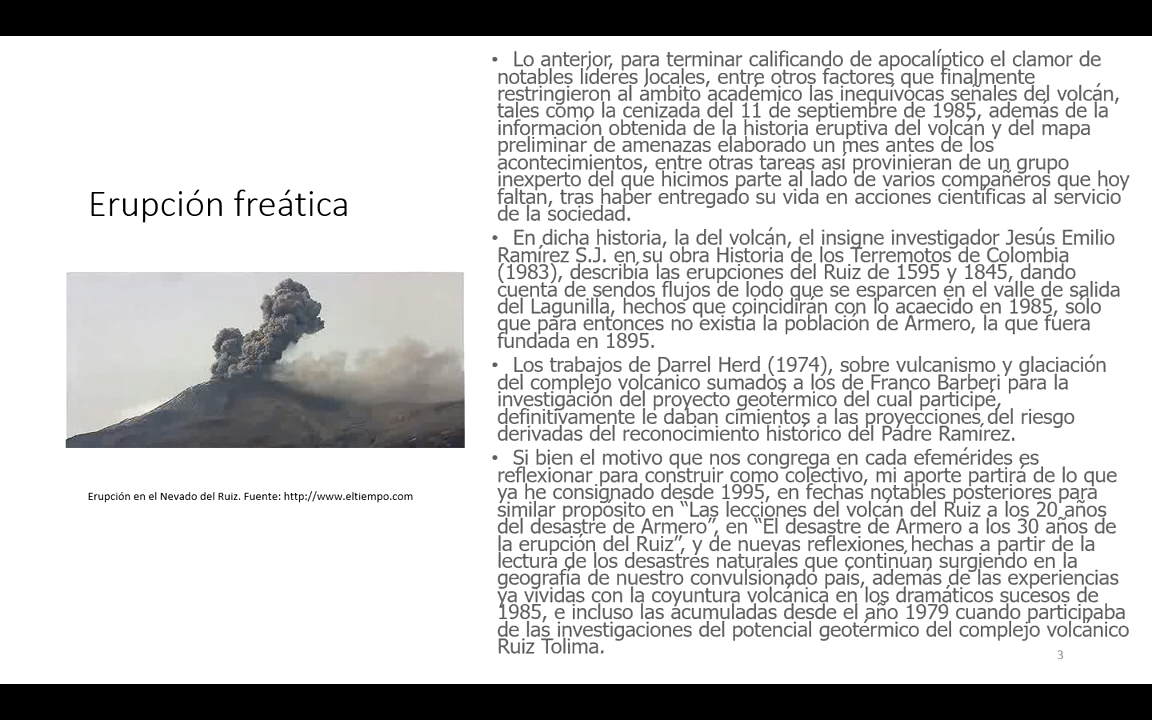 Erupción freática
Erupción en el Nevado del Ruiz. Fuente: http://www.eltiempo.com
• Lo anterior, para terminar calificando de apocalíptico el clamor de
notables líderes locales, entre otros factores que finalmente
restringieron al ámbito académico las inequívocas señales del volcán,
tales como la cenizada del 11 de septiembre de 1985, además de la
información obtenida de la historia eruptiva del volcán y del mapa
preliminar de amenazas elaborado un mes antes de los
acontecimientos, entre otras tareas así provinieran de un grupo
inexperto del que hicimos parte al lado de varios compañeros que hoy
faltan, tras haber entregado su vida en acciones científicas al servicio
de la sociedad.
• En dicha historia, la del volcán, el insigne investigador Jesús Emilio
Ramírez S.J. en su obra Historia de los Terremotos de Colombia
(1983), describía las erupciones del Ruiz de 1595 y 1845, dando
cuenta de sendos flujos de lodo que se esparcen en el valle de salida
del Lagunilla, hechos que coincidirán con lo acaecido en 1985, sólo
que para entonces no existía la población de Armero, la que fuera
fundada en 1895.
• Los trabajos de Darrel Herd (1974), sobre vulcanismo y glaciación
del complejo volcánico sumados a los de Franco Barberi para la
investigación del proyecto geotérmico del cual participé,
definitivamente le daban cimientos a las proyecciones del riesgo
derivadas del reconocimiento histórico del Padre Ramírez.
• Si bien el motivo que nos congrega en cada efemérides es
reflexionar para construir como colectivo, mi aporte partirá de lo que
ya he consignado desde 1995, en fechas notables posteriores para
similar propósito en “Las lecciones del volcán del Ruiz a los 20 años
del desastre de Armero”, en “El desastre de Armero a los 30 años de
la erupción del Ruiz”, y de nuevas reflexiones hechas a partir de la
lectura de los desastres naturales que continúan surgiendo en la
geografía de nuestro convulsionado país, además de las experiencias
ya vividas con la coyuntura volcánica en los dramáticos sucesos de
1985, e incluso las acumuladas desde el año 1979 cuando participaba
de las investigaciones del potencial geotérmico del complejo volcánico
Ruiz Tolima.
3